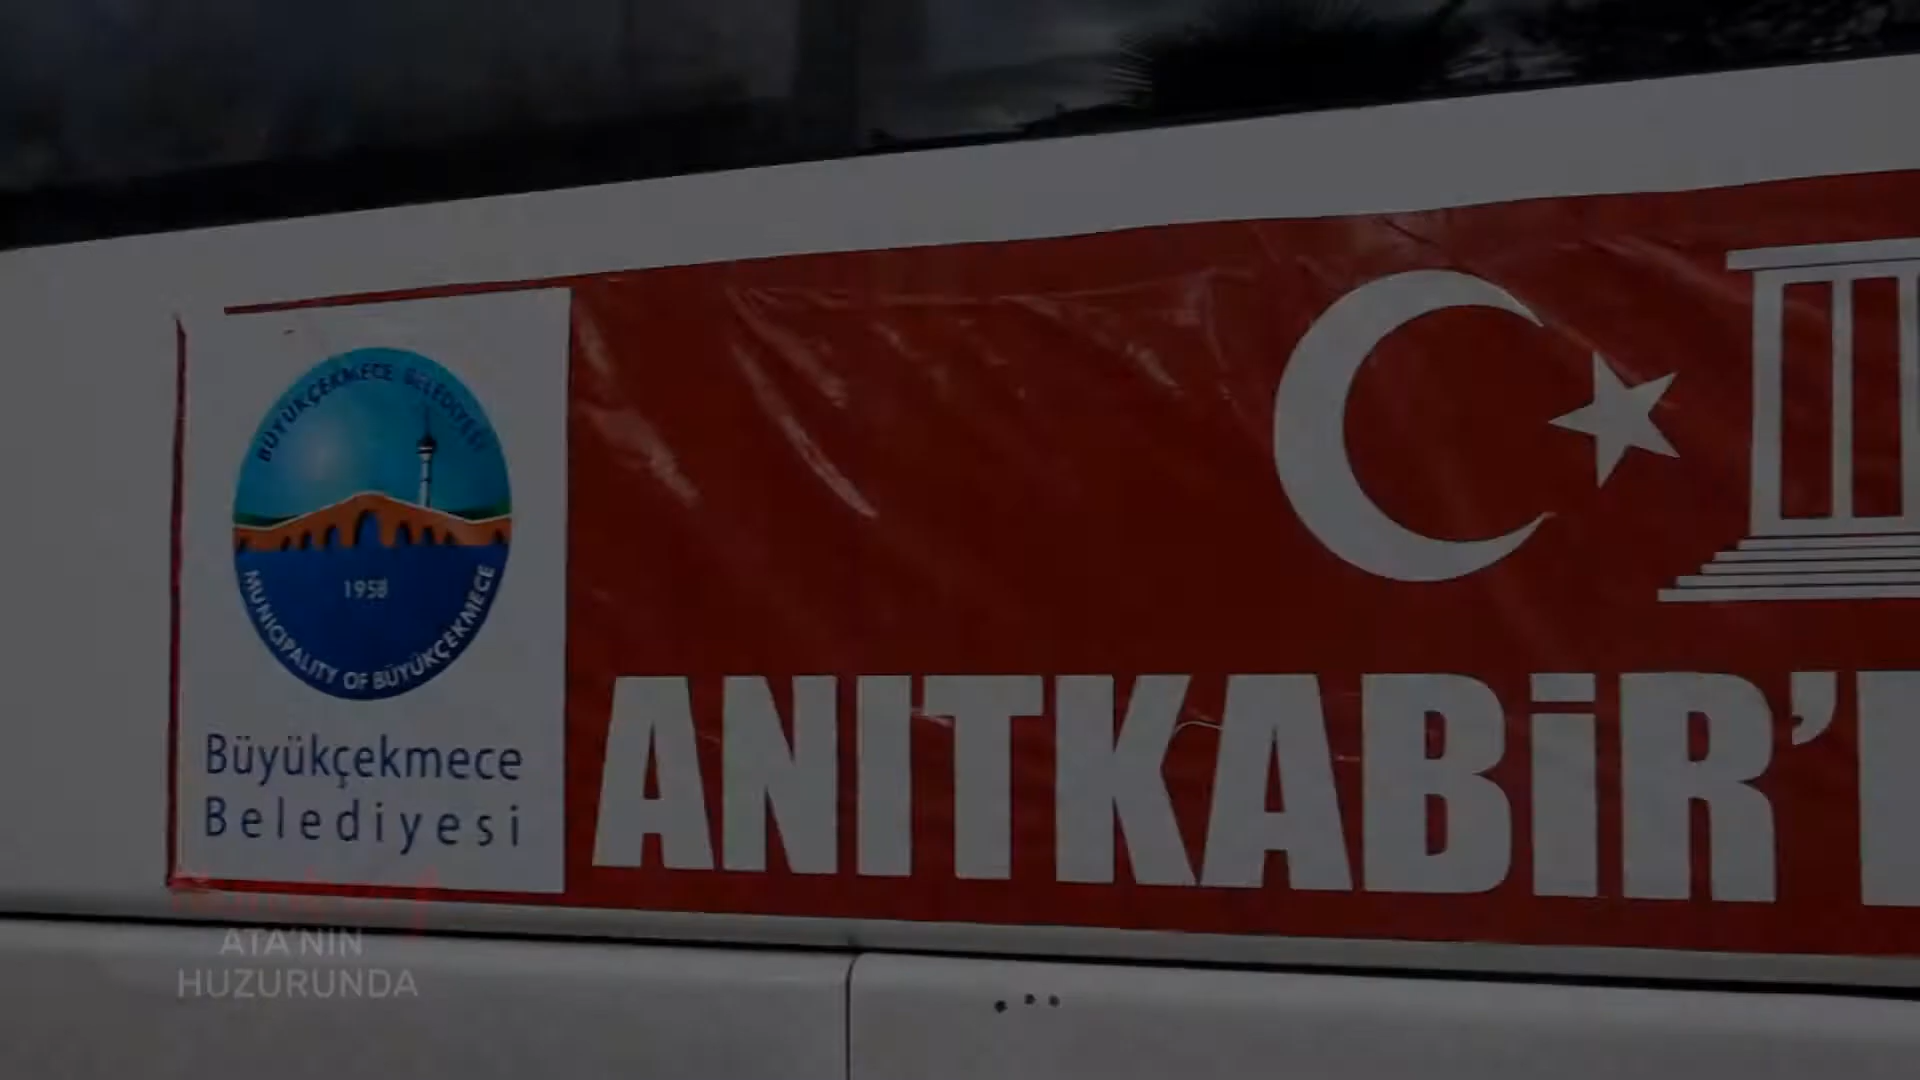 BÜYÜKÇEKMECE BELEDİYESİ
1958
MUNICIPALITY OF BÜYÜKÇEKMECE
Büyükçekmece
Belediyesi
ANITKABİR'
ATA'NIN
HUZURUNDA